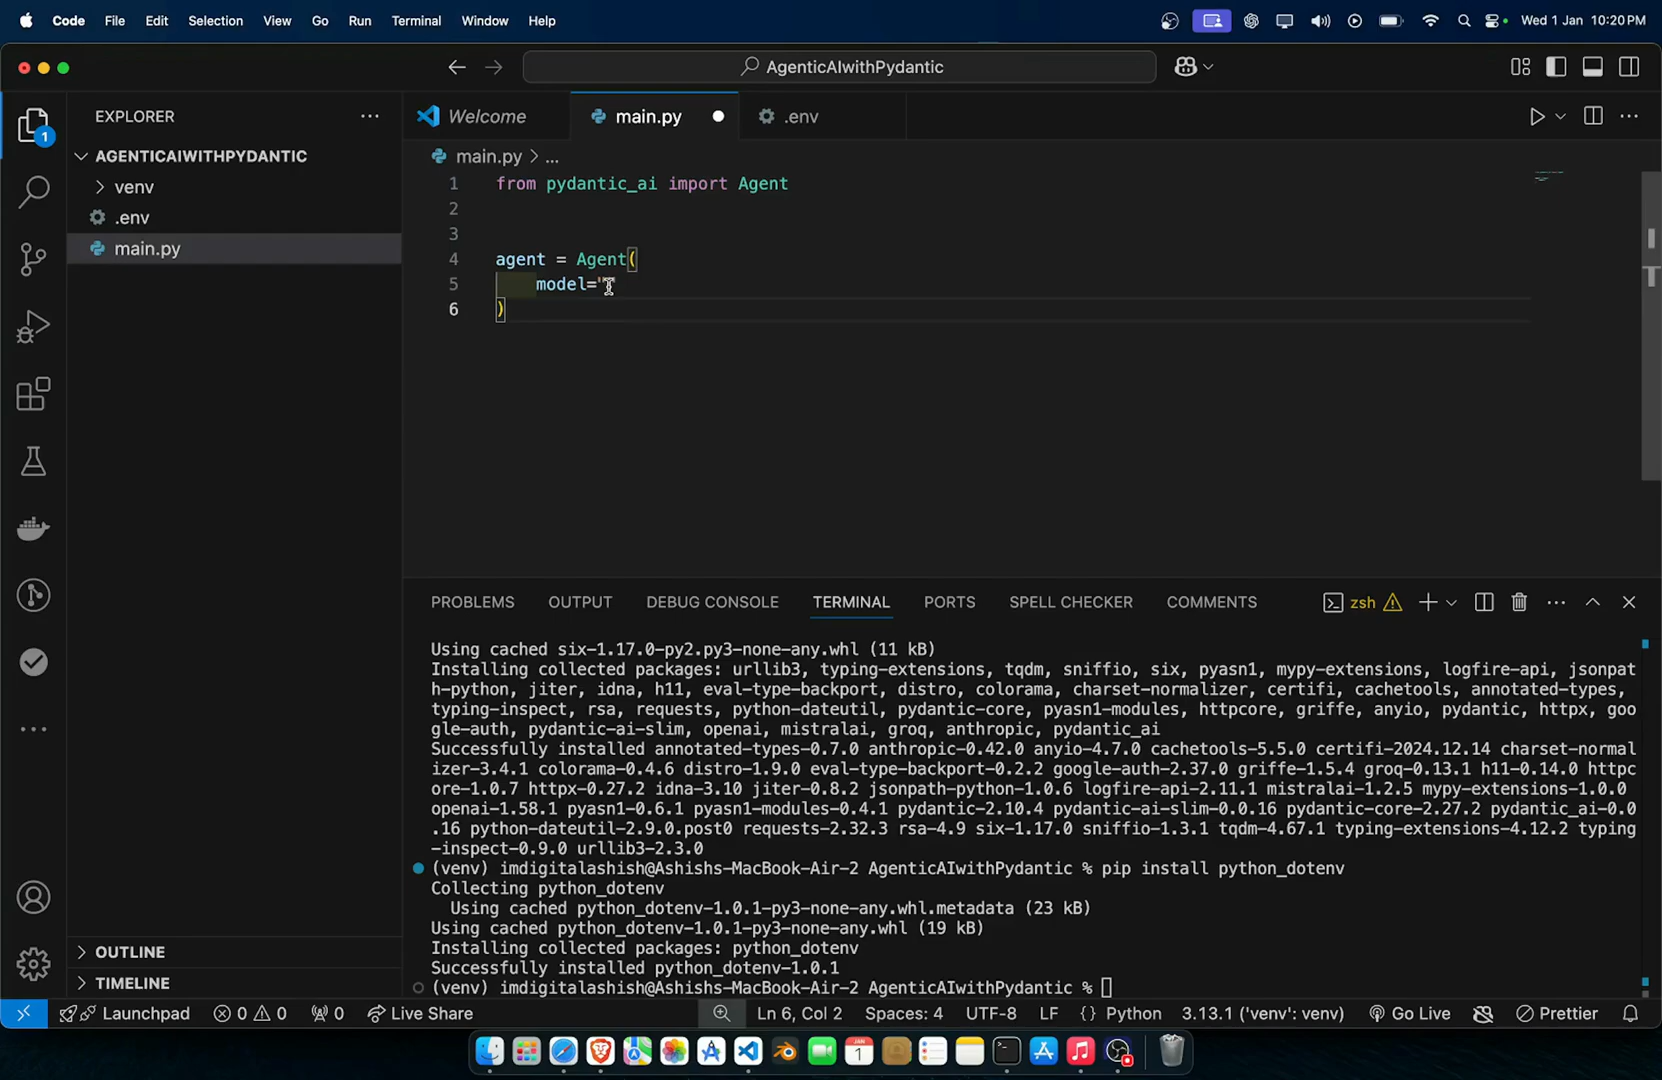 Code File Edit Selection View Go Run Terminal Window Help Wed 1 Jan 10:20 PM
AgenticAIwithPydantic
EXPLORER
Welcome main.py .env
1
AGENTICAIWITHPYDANTIC
venv
.env
main.py
main.py > ...
1 from pydantic_ai import Agent
2
3
4 agent = Agent(
5 model='
6 )
PROBLEMS OUTPUT DEBUG CONSOLE TERMINAL PORTS SPELL CHECKER COMMENTS zsh
Using cached six-1.17.0-py2.py3-none-any.whl (11 kB)
Installing collected packages: urllib3, typing-extensions, tqdm, sniffio, six, pyasn1, mypy-extensions, logfire-api, jsonpat
h-python, jiter, idna, h11, eval-type-backport, distro, colorama, charset-normalizer, certifi, cachetools, annotated-types,
typing-inspect, rsa, requests, python-dateutil, pydantic-core, pyasn1-modules, httpcore, griffe, anyio, pydantic, httpx, goo
gle-auth, pydantic-ai-slim, openai, mistralai, groq, anthropic, pydantic_ai
Successfully installed annotated-types-0.7.0 anthropic-0.42.0 anyio-4.7.0 cachetools-5.5.0 certifi-2024.12.14 charset-normal
izer-3.4.1 colorama-0.4.6 distro-1.9.0 eval-type-backport-0.2.2 google-auth-2.37.0 griffe-1.5.4 groq-0.13.1 h11-0.14.0 httpc
ore-1.0.7 httpx-0.27.2 idna-3.10 jiter-0.8.2 jsonpath-python-1.0.6 logfire-api-2.11.1 mistralai-1.2.5 mypy-extensions-1.0.0
openai-1.58.1 pyasn1-0.6.1 pyasn1-modules-0.4.1 pydantic-2.10.4 pydantic-ai-slim-0.0.16 pydantic-core-2.27.2 pydantic_ai-0.0
.16 python-dateutil-2.9.0.post0 requests-2.32.3 rsa-4.9 six-1.17.0 sniffio-1.3.1 tqdm-4.67.1 typing-extensions-4.12.2 typing
-inspect-0.9.0 urllib3-2.3.0
(venv) imdigitalashish@Ashishs-MacBook-Air-2 AgenticAIwithPydantic % pip install python_dotenv
Collecting python_dotenv
Using cached python_dotenv-1.0.1-py3-none-any.whl.metadata (23 kB)
Using cached python_dotenv-1.0.1-py3-none-any.whl (19 kB)
Installing collected packages: python_dotenv
Successfully installed python_dotenv-1.0.1
(venv) imdigitalashish@Ashishs-MacBook-Air-2 AgenticAIwithPydantic %
OUTLINE
TIMELINE
Launchpad 0 0 0 Live Share Ln 6, Col 2 Spaces: 4 UTF-8 LF {} Python 3.13.1 ('venv': venv) Go Live Prettier
JAN
1